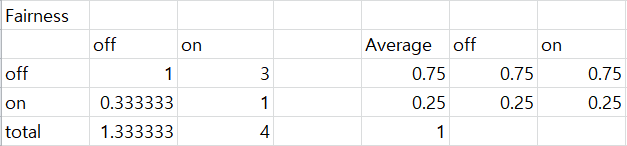 Fairness
off on Average off on
off 1 3 0.75 0.75 0.75
on 0.333333 1 0.25 0.25 0.25
total 1.333333 4 1